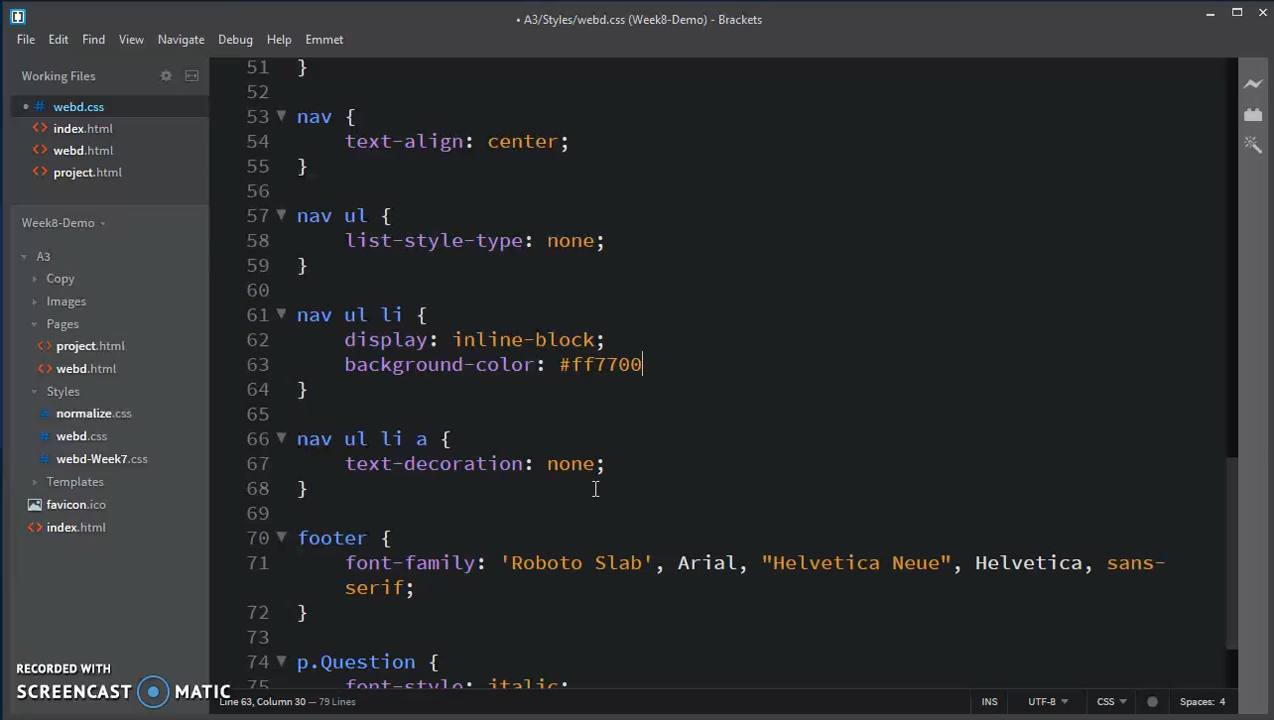 • A3/Styles/webd.css (Week8-Demo) - Brackets
File Edit Find View Navigate Debug Help Emmet
Working Files
webd.css
index.html
webd.html
project.html
Week8-Demo
A3
Copy
Images
Pages
project.html
webd.html
Styles
normalize.css
webd.css
webd-Week7.css
Templates
favicon.ico
index.html
51 }
52
53 nav {
54 text-align: center;
55 }
56
57 nav ul {
58 list-style-type: none;
59 }
60
61 nav ul li {
62 display: inline-block;
63 background-color: #ff7700
64 }
65
66 nav ul li a {
67 text-decoration: none;
68 }
69
70 footer {
71 font-family: 'Roboto Slab', Arial, "Helvetica Neue", Helvetica, sans-
serif;
72 }
73
74 p.Question {
75 font-style: italic;
RECORDED WITH
SCREENCAST MATIC
Line 63, Column 30 — 79 Lines
INS UTF-8 CSS Spaces: 4